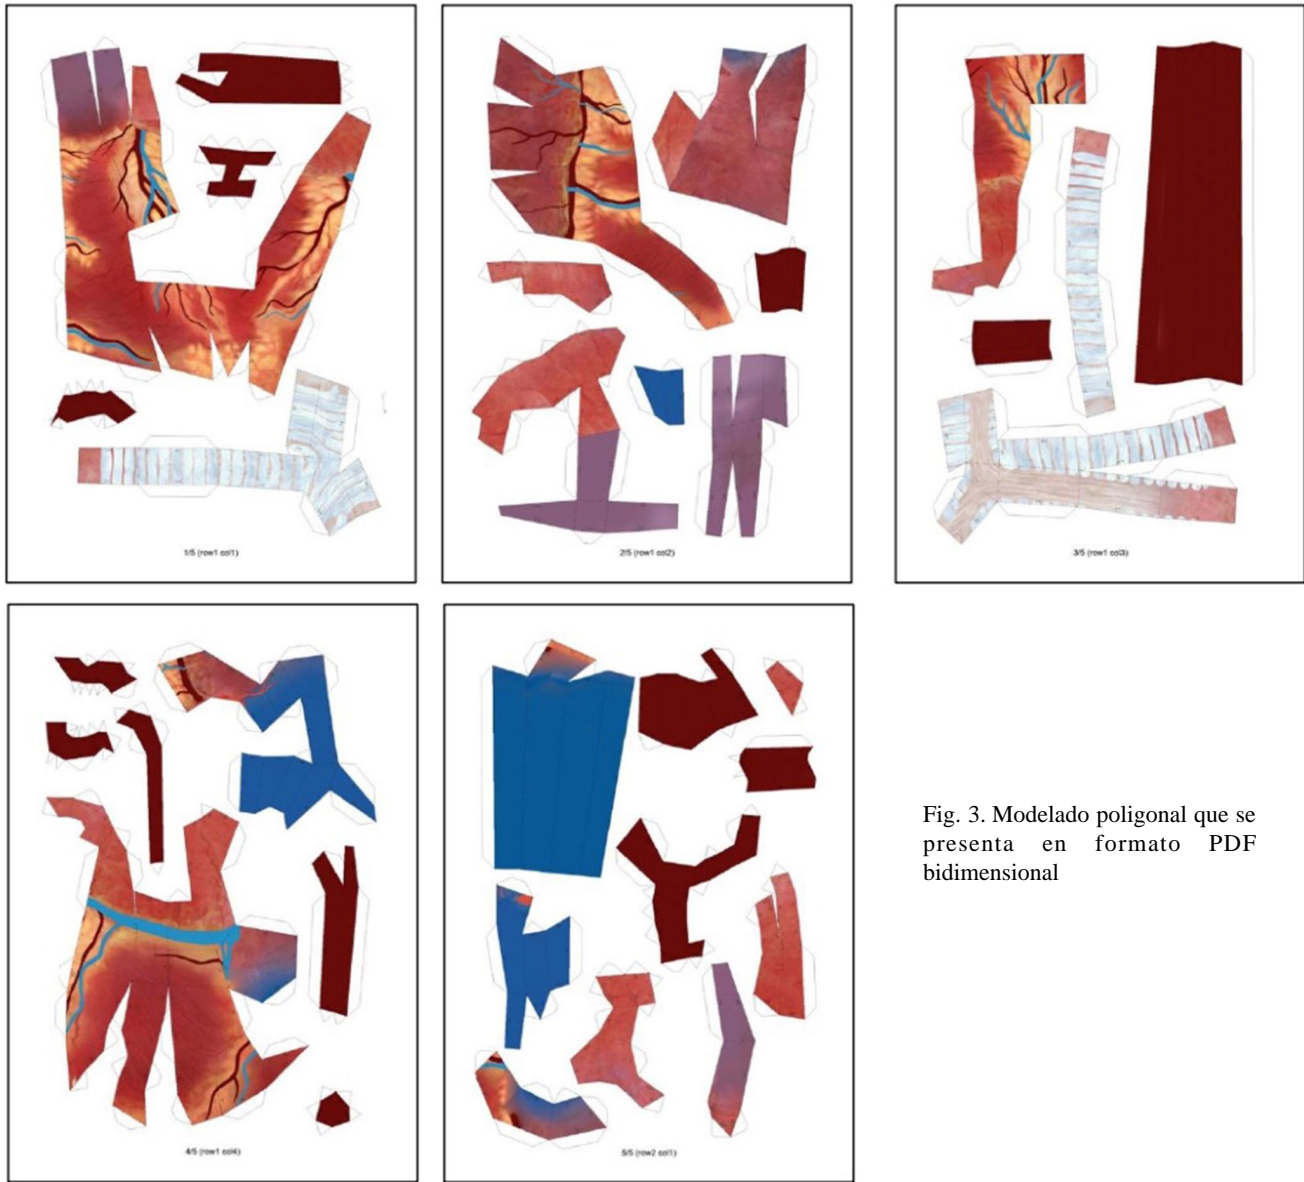 1/5 (row1 col1)
2/5 (row1 col2)
3/5 (row1 col3)
4/5 (row1 col4)
5/5 (row2 col1)
Fig. 3. Modelado poligonal que se
presenta en formato PDF
bidimensional